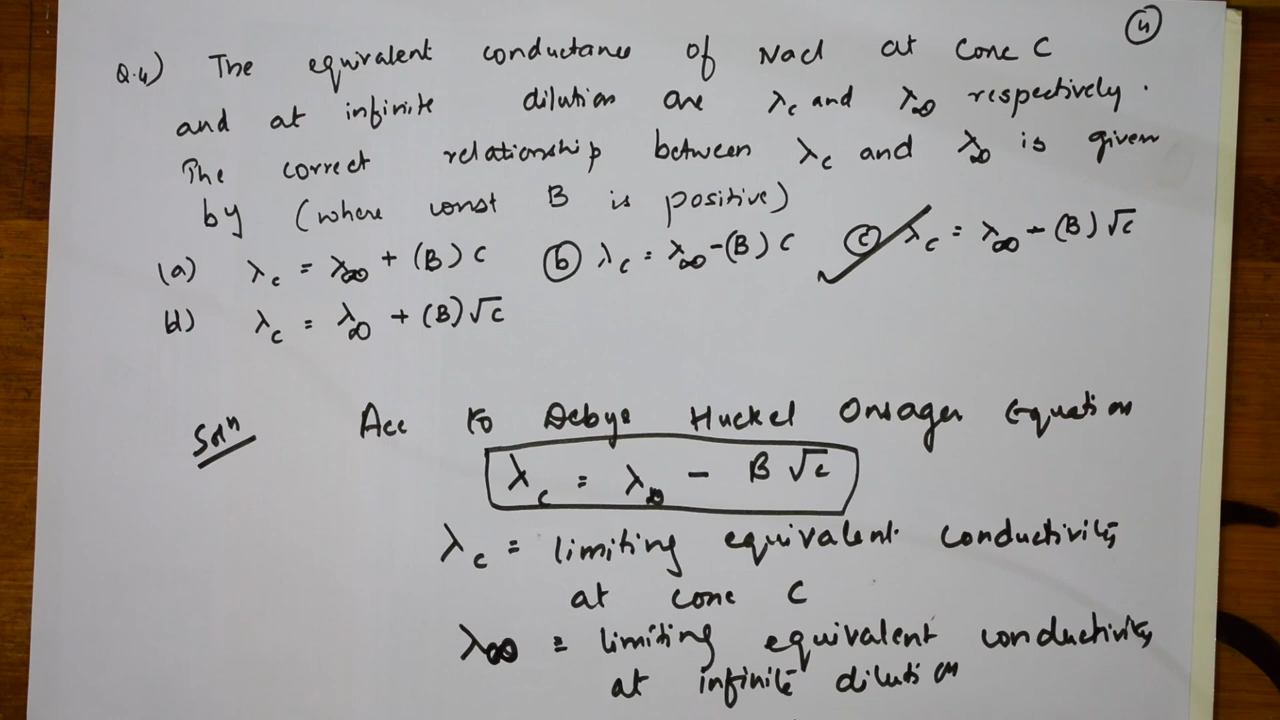 (4)
Q.4) The equivalent conductance of Nacl at conc C
and at infinite dilution are λc and λ∞ respectively.
The correct relationship between λc and λ∞ is given
by (where const B is positive)
(a) λc = λ∞ + (B) C (b) λc = λ∞ - (B) C (c) λc = λ∞ - (B) √c
(d) λc = λ∞ + (B) √c
Solⁿ Acc to Debye Huckel Onsager Equation
λc = λ∞ - B √c
λc = limiting equivalent conductivity
at conc C
λ∞ = limiting equivalent conductivity
at infinite dilution